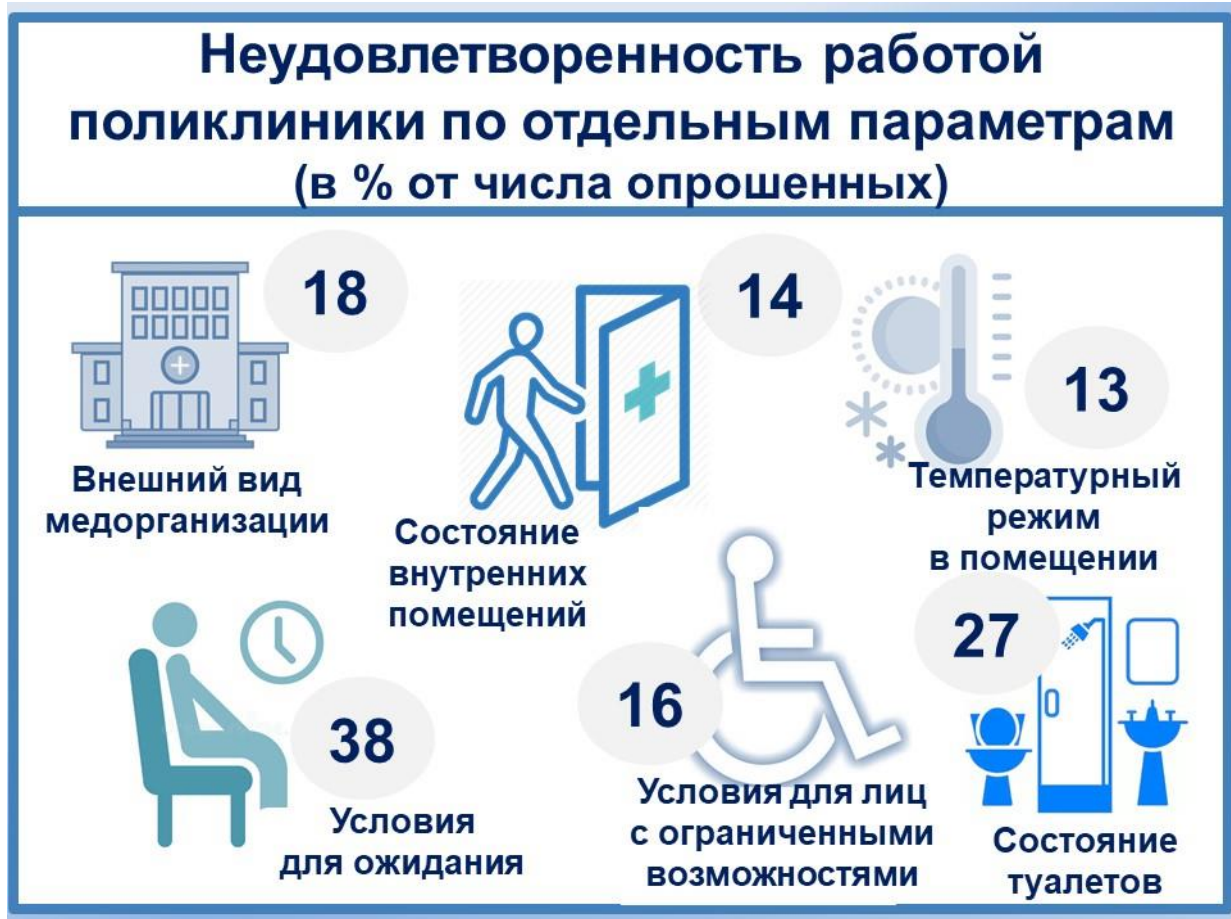 Неудовлетворенность работой
поликлиники по отдельным параметрам
(в % от числа опрошенных)
18
Внешний вид
медорганизации
14
Состояние
внутренних
помещений
13
Температурный
режим
в помещении
38
Условия
для ожидания
16
Условия для лиц
с ограниченными
возможностями
27
Состояние
туалетов